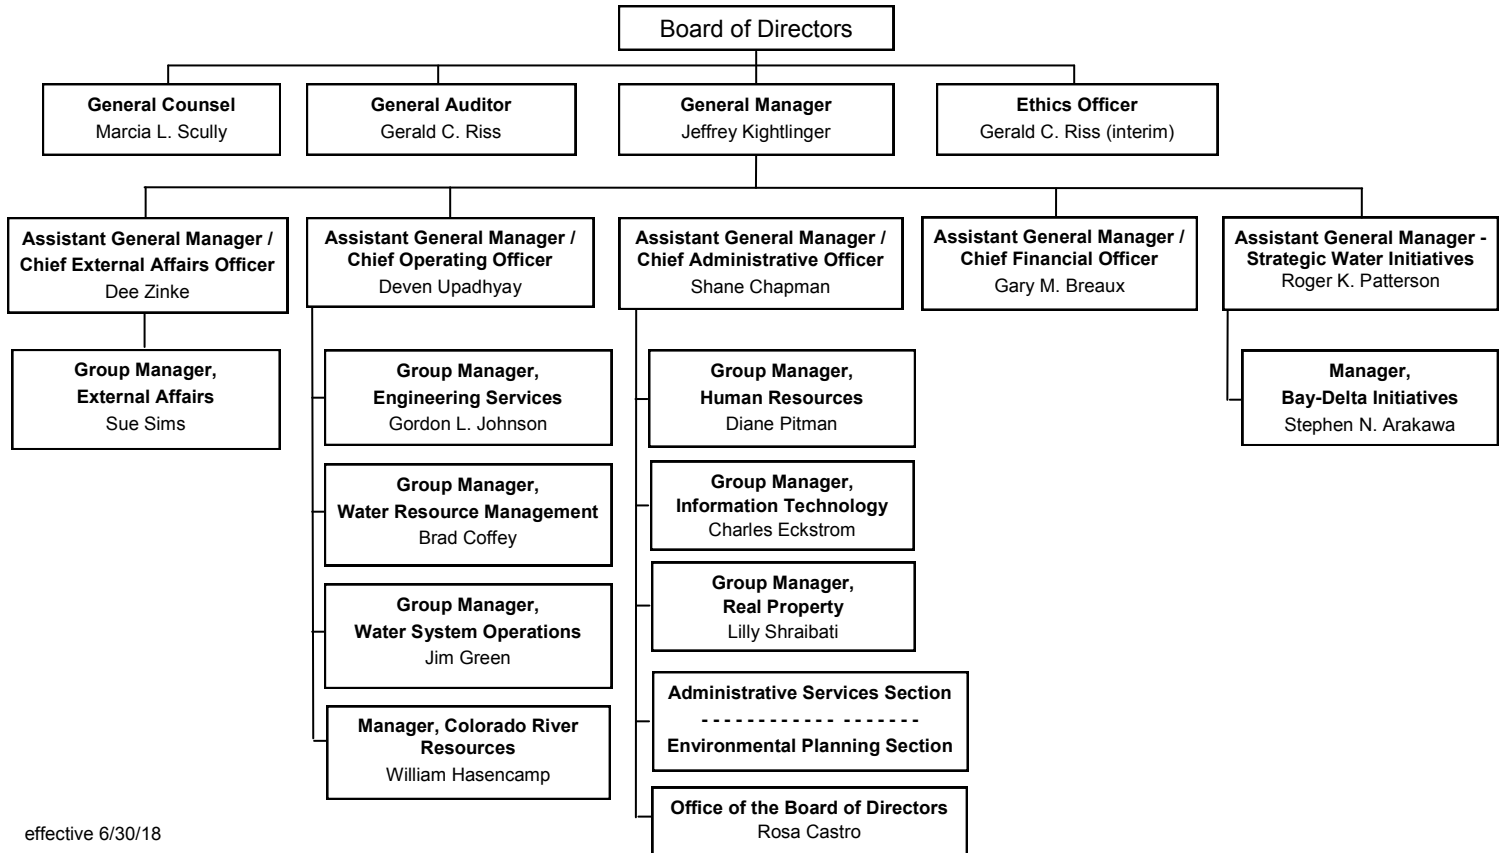 Board of Directors
General Counsel
Marcia L. Scully
General Auditor
Gerald C. Riss
General Manager
Jeffrey Kightlinger
Ethics Officer
Gerald C. Riss (interim)
Assistant General Manager /
Chief External Affairs Officer
Dee Zinke
Assistant General Manager /
Chief Operating Officer
Deven Upadhyay
Assistant General Manager /
Chief Administrative Officer
Shane Chapman
Assistant General Manager /
Chief Financial Officer
Gary M. Breaux
Assistant General Manager -
Strategic Water Initiatives
Roger K. Patterson
Group Manager,
External Affairs
Sue Sims
Group Manager,
Engineering Services
Gordon L. Johnson
Group Manager,
Water Resource Management
Brad Coffey
Group Manager,
Water System Operations
Jim Green
Manager, Colorado River
Resources
William Hasencamp
Group Manager,
Human Resources
Diane Pitman
Group Manager,
Information Technology
Charles Eckstrom
Group Manager,
Real Property
Lilly Shraibati
Administrative Services Section
- - - - - - - - - - - - - - - - - - -
Environmental Planning Section
Office of the Board of Directors
Rosa Castro
Manager,
Bay-Delta Initiatives
Stephen N. Arakawa
effective 6/30/18